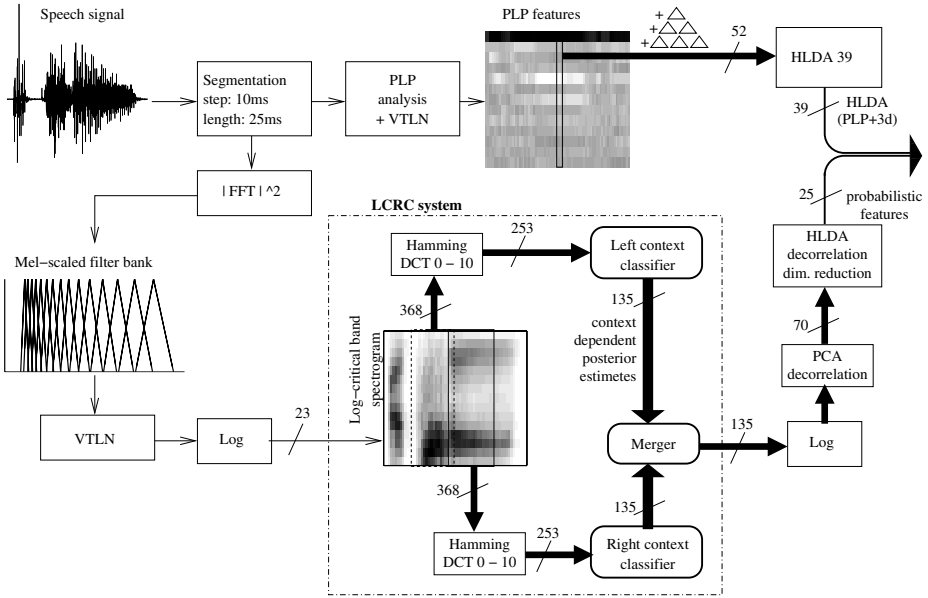 Speech signal
PLP features
+
+
+
52
HLDA 39
Segmentation
step: 10ms
length: 25ms
PLP
analysis
+ VTLN
39
HLDA
(PLP+3d)
| FFT | ^2
25
probabilistic
features
LCRC system
253
Hamming
DCT 0 − 10
Left context
classifier
HLDA
decorrelation
dim. reduction
Mel−scaled filter bank
368
135
context
dependent
posterior
estimetes
70
Log−critical band
spectrogram
PCA
decorrelation
23
VTLN
Log
Merger
135
Log
368
135
253
Hamming
DCT 0 − 10
Right context
classifier